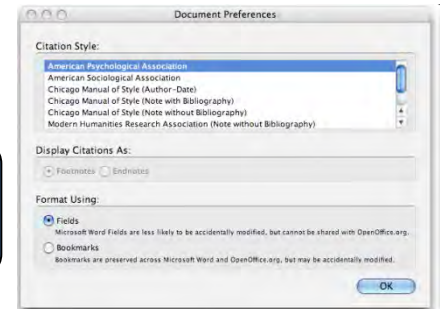 Document Preferences
Citation Style:
American Psychological Association
American Sociological Association
Chicago Manual of Style (Author-Date)
Chicago Manual of Style (Note with Bibliography)
Chicago Manual of Style (Note without Bibliography)
Modern Humanities Research Association (Note without Bibliography)
Display Citations As:
Footnotes Endnotes
Format Using:
Fields
Microsoft Word Fields are less likely to be accidentally modified, but cannot be shared with OpenOffice.org.
Bookmarks
Bookmarks are preserved across Microsoft Word and OpenOffice.org, but may be accidentally modified.
OK